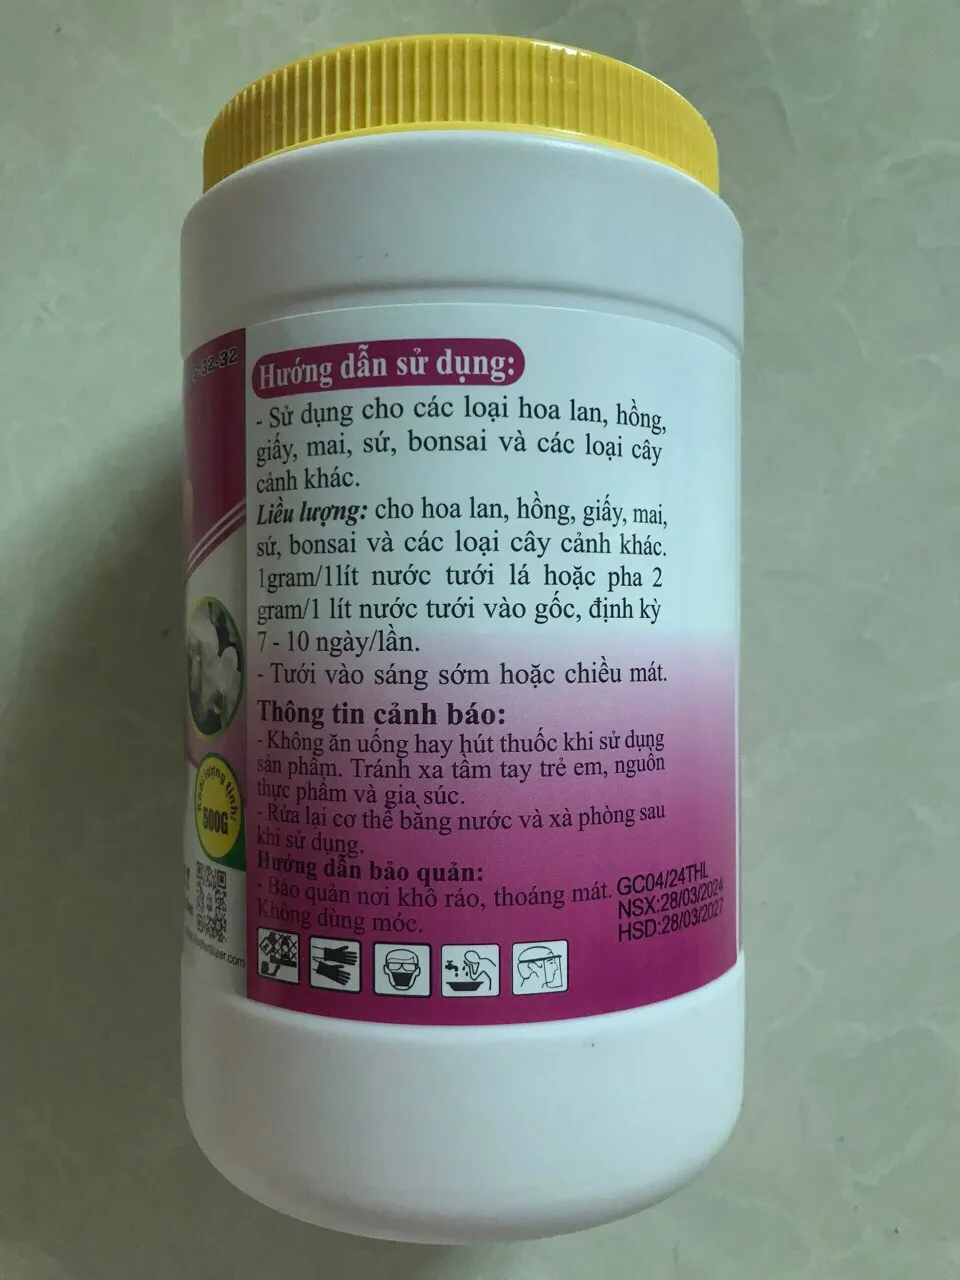 -32-32
Khối lượng tịnh:
500G
Hướng dẫn sử dụng:
- Sử dụng cho các loại hoa lan, hồng,
giấy, mai, sứ, bonsai và các loại cây
cảnh khác.
Liều lượng: cho hoa lan, hồng, giấy, mai,
sứ, bonsai và các loại cây cảnh khác.
1gram/1lít nước tưới lá hoặc pha 2
gram/1 lít nước tưới vào gốc, định kỳ
7 - 10 ngày/lần.
- Tưới vào sáng sớm hoặc chiều mát.
Thông tin cảnh báo:
- Không ăn uống hay hút thuốc khi sử dụng
sản phẩm. Tránh xa tầm tay trẻ em, nguồn
thực phẩm và gia súc.
- Rửa lại cơ thể bằng nước và xà phòng sau
khi sử dụng.
Hướng dẫn bảo quản:
- Bảo quản nơi khô ráo, thoáng mát.
Không dùng móc.
GC04/24THL
NSX:28/03/2024
HSD:28/03/2027